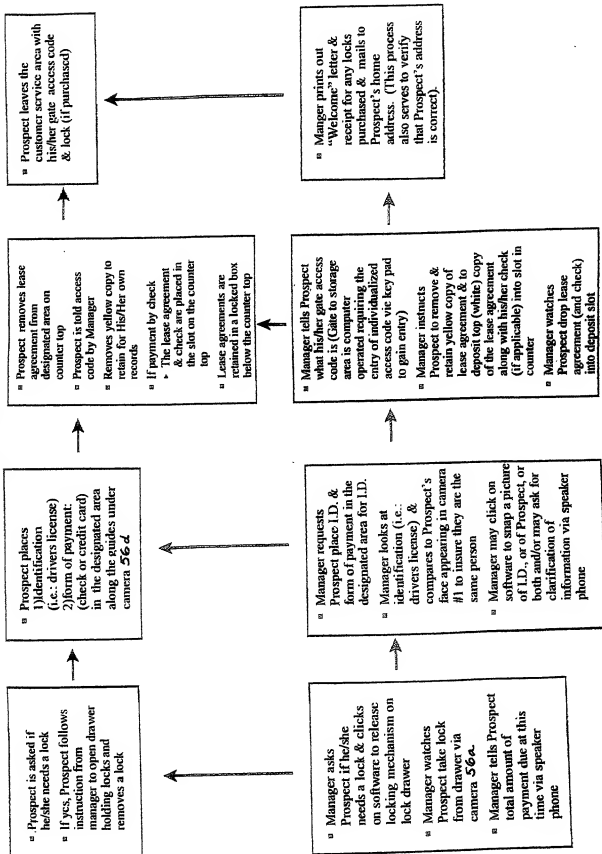 ▫ Prospect is asked if
he/she needs a lock
▫ If yes, Prospect follows
instruction from
manager to open drawer
holding locks and
removes a lock
▫ Prospect places
1)Identification
(i.e.: drivers license)
2)form of payment:
(check or credit card)
in the designated area
along the guides under
camera 56d
▫ Prospect removes lease
agreement from
designated area on
counter top
▫ Prospect is told access
code by Manager
▫ Removes yellow copy to
retain for His/Her own
records
▫ If payment by check
▸ The lease agreement
& check are placed in
the slot on the counter
top
▫ Lease agreements are
retained in a locked box
below the counter top
▫ Prospect leaves the
customer service area with
his/her gate access code
& lock (if purchased)
▫ Manager asks
Prospect if he/she
needs a lock & clicks
on software to release
locking mechanism on
lock drawer
▫ Manager watches
Prospect take lock
from drawer via
camera 56a
▫ Manager tells Prospect
total amount of
payment due at this
time via speaker
phone
▫ Manager requests
Prospect place I.D. &
form of payment in the
designated area for I.D.
▫ Manager looks at
identification (i.e.:
drivers license) &
compares to Prospect's
face appearing in camera
#1 to insure they are the
same person
▫ Manager may click on
software to snap a picture
of I.D., or of Prospect, or
both and/or may ask for
clarification of
information via speaker
phone
▫ Manager tells Prospect
what his/her gate access
code is (Gate to storage
area is computer
operated requiring the
entry of individualized
access code vie key pad
to gain entry)
▫ Manager instructs
Prospect to remove &
retain yellow copy of
lease agreement & to
deposit top (white) copy
of the lease agreement
along with his/her check
(if applicable) into slot in
counter
▫ Manager watches
Prospect drop lease
agreement (and check)
into deposit slot
▫ Manger prints out
"Welcome" letter &
receipt for any locks
purchased & mails to
Prospect's home
address. (This process
also serves to verify
that Prospect's address
is correct).